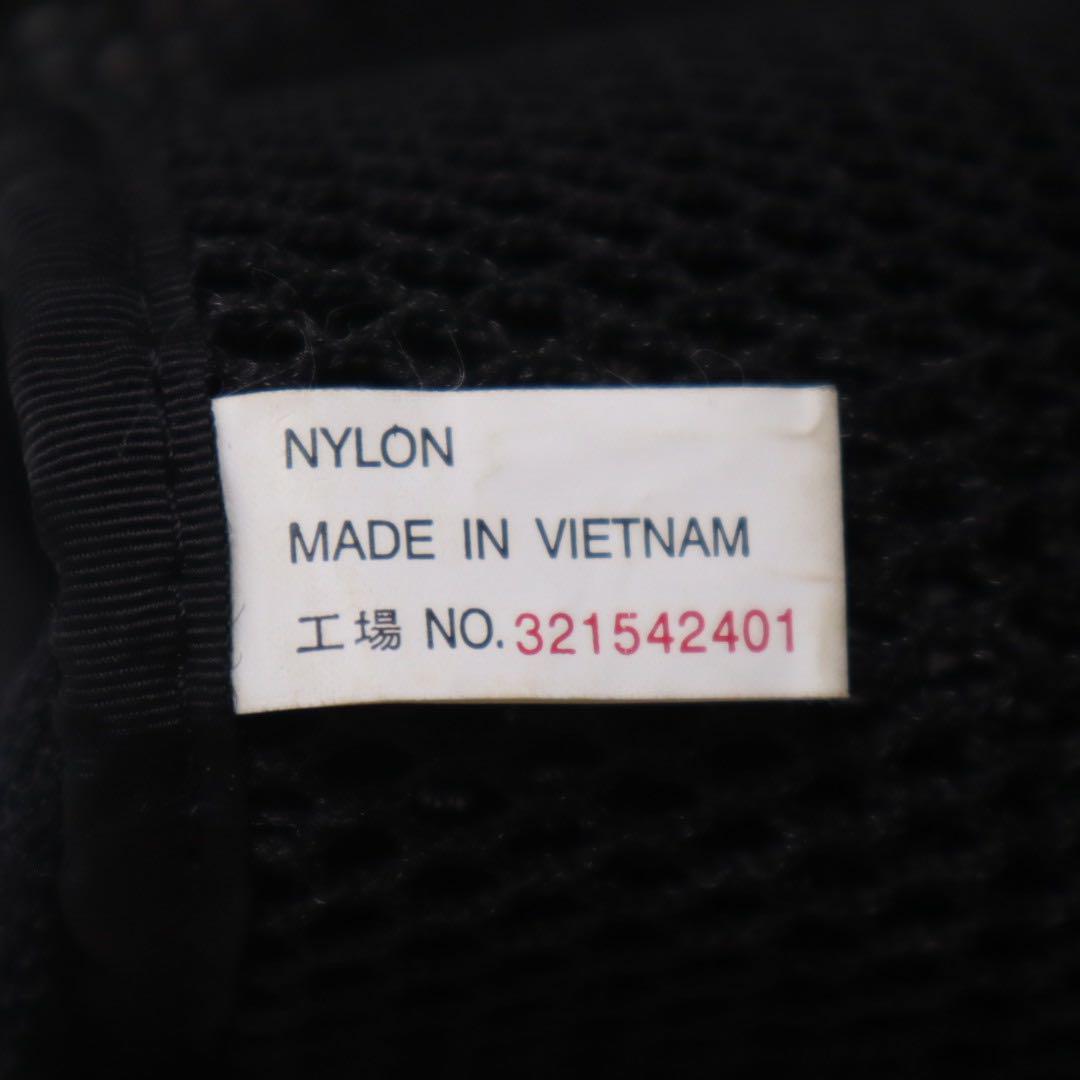 NYLON
MADE IN VIETNAM
工場 NO.321542401